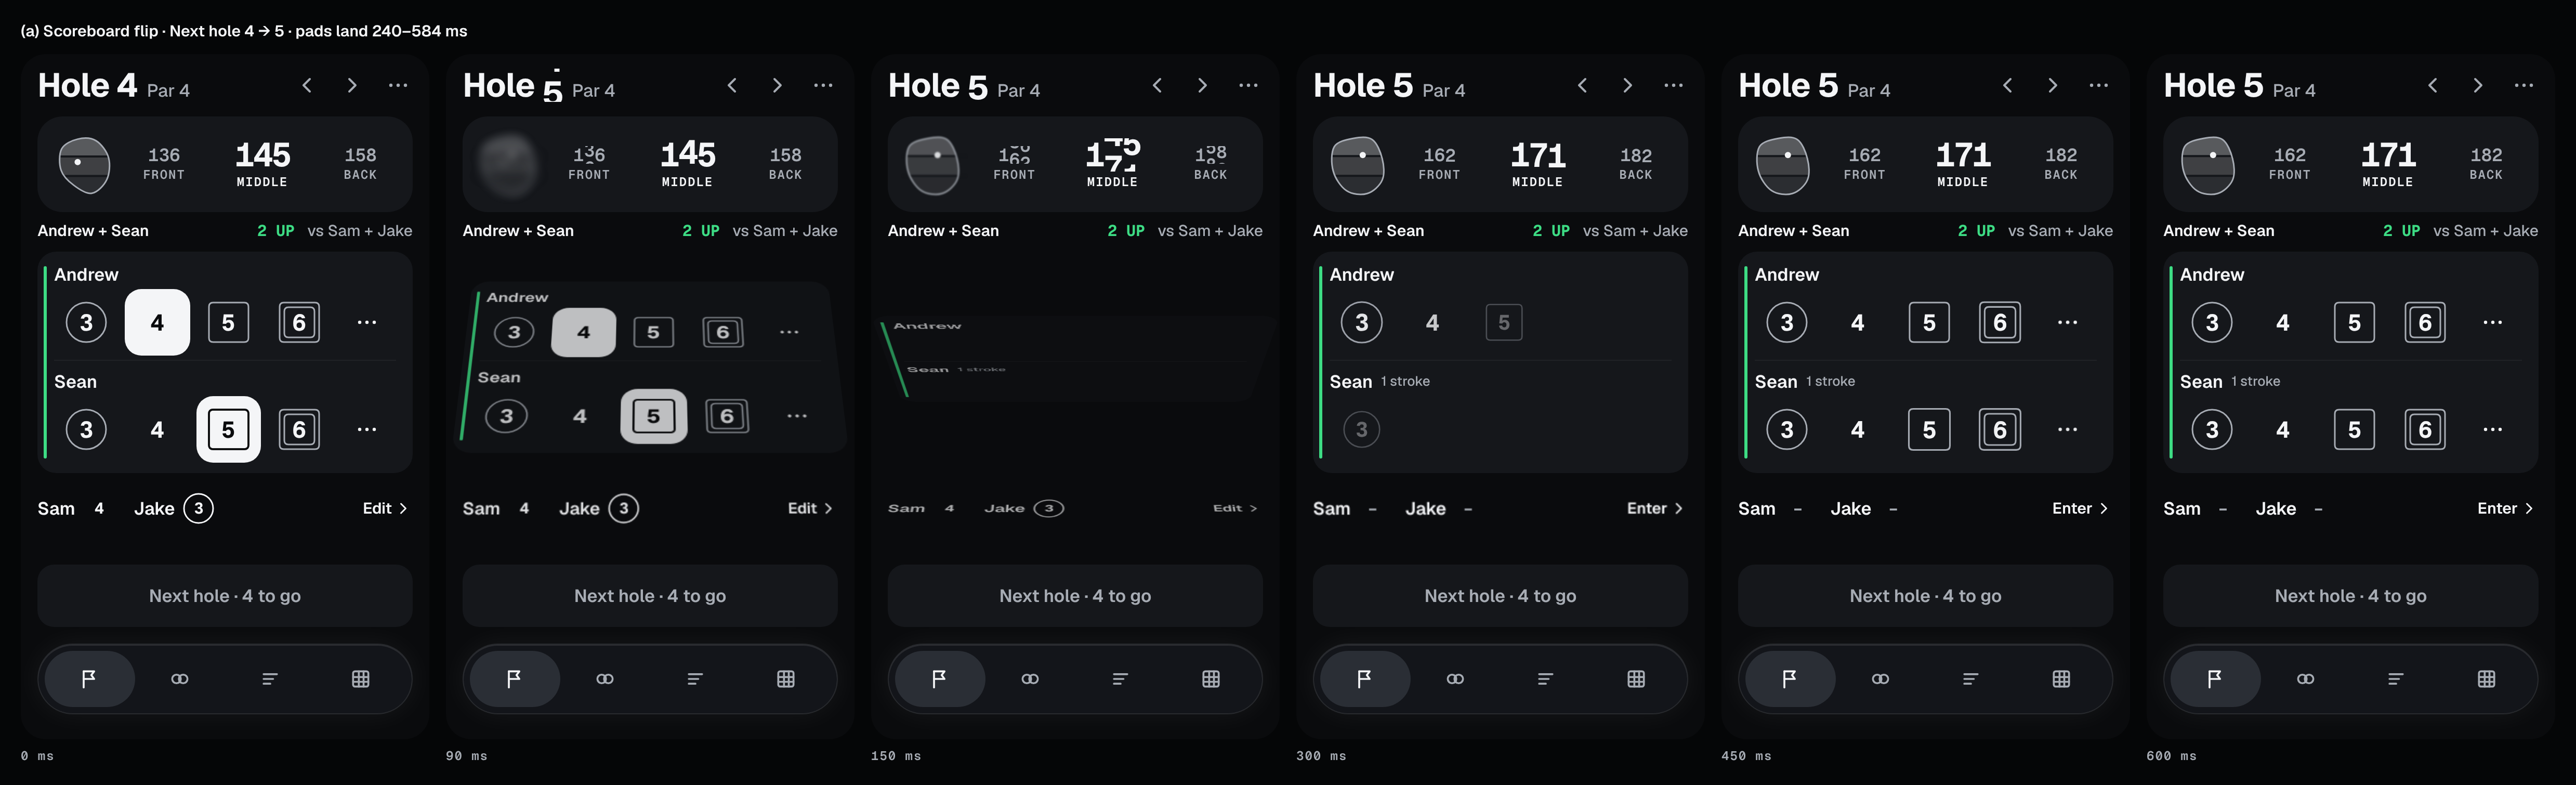 (a) Scoreboard flip · Next hole 4 → 5 · pads land 240–584 ms
Hole 4 Par 4
136 145 158
FRONT MIDDLE BACK
Andrew + Sean 2 UP vs Sam + Jake
Andrew
3 4 5 6 ...
Sean
3 4 5 6 ...
Sam 4 Jake 3 Edit >
Next hole · 4 to go
0 ms
Hole 5 Par 4
136 145 158
FRONT MIDDLE BACK
Andrew + Sean 2 UP vs Sam + Jake
Andrew
3 4 5 6 ...
Sean
3 4 5 6 ...
Sam 4 Jake 3 Edit >
Next hole · 4 to go
90 ms
Hole 5 Par 4
FRONT MIDDLE BACK
Andrew + Sean 2 UP vs Sam + Jake
Andrew
Sean 1 stroke
Sam 4 Jake 3 Edit >
Next hole · 4 to go
150 ms
Hole 5 Par 4
162 171 182
FRONT MIDDLE BACK
Andrew + Sean 2 UP vs Sam + Jake
Andrew
3 4 5
Sean 1 stroke
3
Sam – Jake – Enter >
Next hole · 4 to go
300 ms
Hole 5 Par 4
162 171 182
FRONT MIDDLE BACK
Andrew + Sean 2 UP vs Sam + Jake
Andrew
3 4 5 6 ...
Sean 1 stroke
3 4 5 6 ...
Sam – Jake – Enter >
Next hole · 4 to go
450 ms
Hole 5 Par 4
162 171 182
FRONT MIDDLE BACK
Andrew + Sean 2 UP vs Sam + Jake
Andrew
3 4 5 6 ...
Sean 1 stroke
3 4 5 6 ...
Sam – Jake – Enter >
Next hole · 4 to go
600 ms